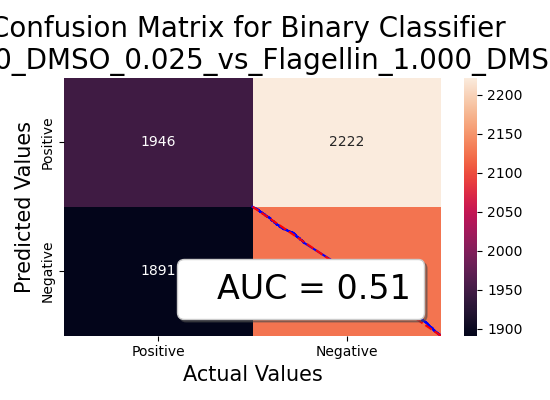 Confusion Matrix for Binary Classifier
0_DMSO_0.025_vs_Flagellin_1.000_DMS
Predicted Values
Positive
Negative
1946
2222
1891
AUC = 0.51
Positive
Negative
Actual Values
2200
2150
2100
2050
2000
1950
1900